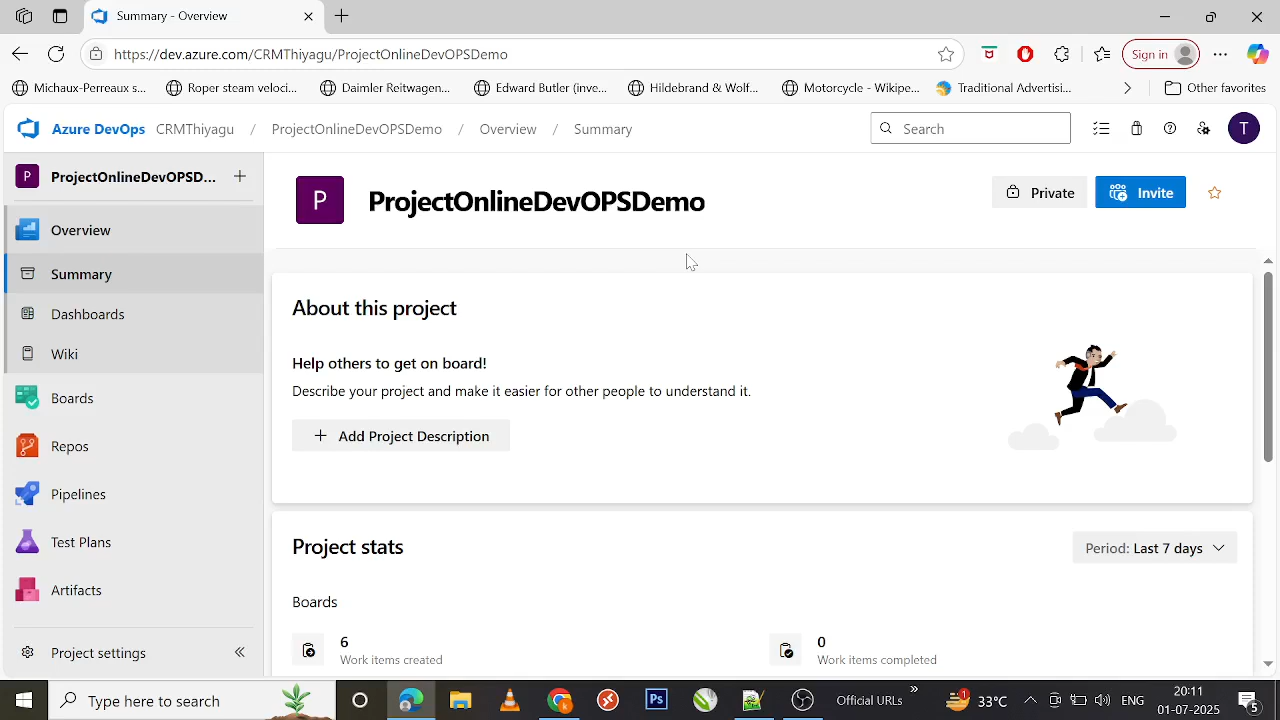 Summary - Overview
https://dev.azure.com/CRMThiyagu/ProjectOnlineDevOPSDemo
Sign in
Michaux-Perreaux s...
Roper steam veloci...
Daimler Reitwagen...
Edward Butler (inve...
Hildebrand & Wolf...
Motorcycle - Wikipe...
Traditional Advertisi...
Other favorites
Azure DevOps CRMThiyagu / ProjectOnlineDevOPSDemo / Overview / Summary
Search
T
P
ProjectOnlineDevOPSD...
Overview
Summary
Dashboards
Wiki
Boards
Repos
Pipelines
Test Plans
Artifacts
Project settings
P
ProjectOnlineDevOPSDemo
Private
Invite
About this project
Help others to get on board!
Describe your project and make it easier for other people to understand it.
Add Project Description
Project stats
Period: Last 7 days
Boards
6
Work items created
0
Work items completed
Type here to search
Ps
Official URLs
1
33°C
ENG
20:11
01-07-2025
5